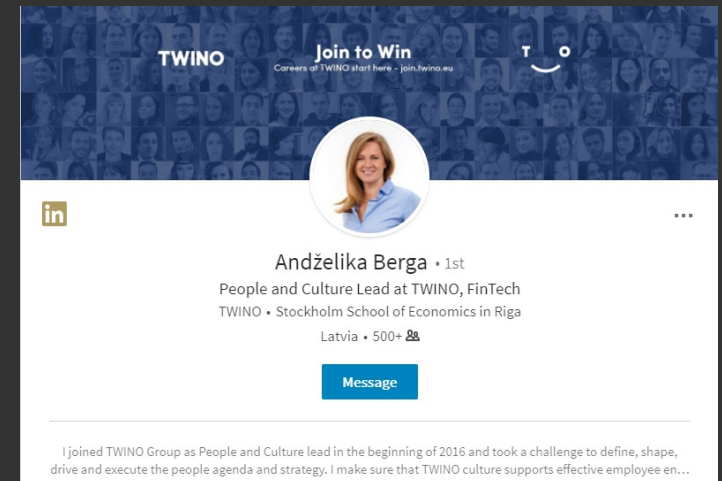 TWINO
Join to Win
Careers at TWINO start here - join.twino.eu
T O
in
Andželika Berga • 1st
People and Culture Lead at TWINO, FinTech
TWINO • Stockholm School of Economics in Riga
Latvia • 500+
Message
I joined TWINO Group as People and Culture lead in the beginning of 2016 and took a challenge to define, shape,
drive and execute the people agenda and strategy. I make sure that TWINO culture supports effective employee en...